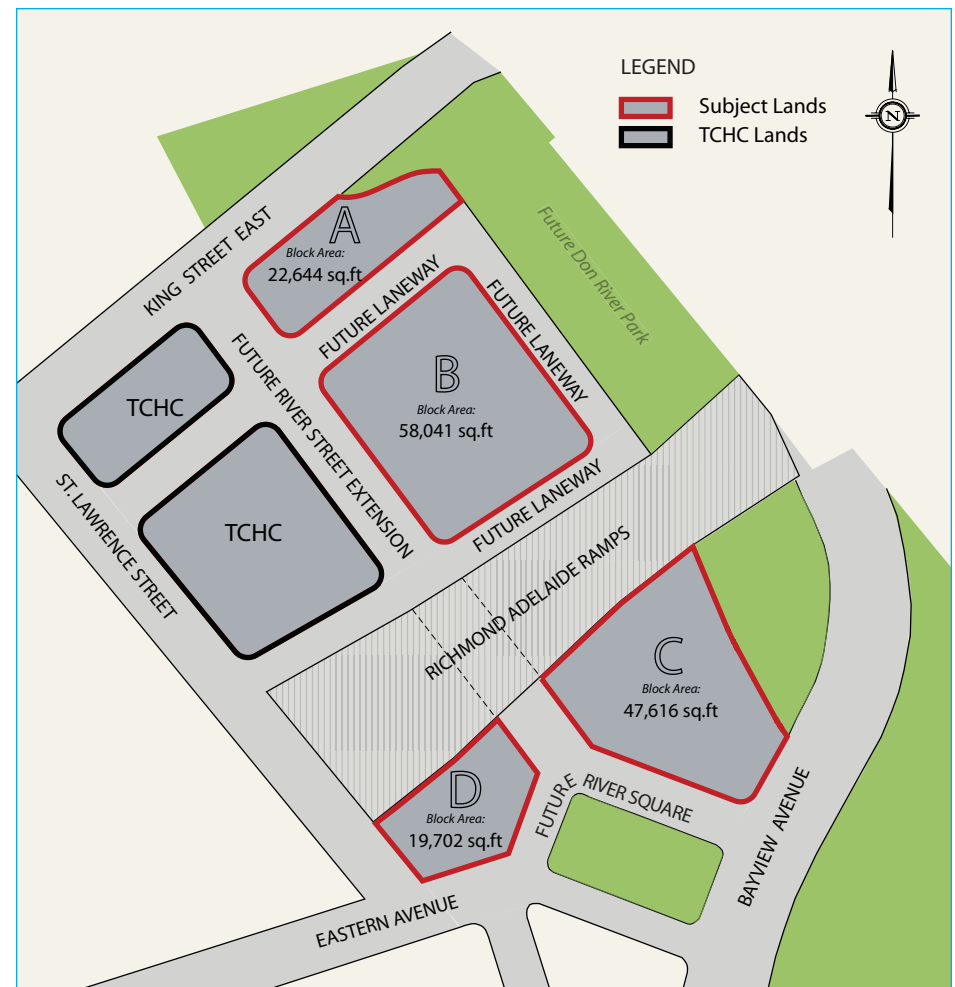 LEGEND
Subject Lands
TCHC Lands
N
KING STREET EAST
A
Block Area:
22,644 sq.ft
FUTURE LANEWAY
FUTURE LANEWAY
Future Don River Park
B
Block Area:
58,041 sq.ft
FUTURE RIVER STREET EXTENSION
TCHC
TCHC
ST. LAWRENCE STREET
FUTURE LANEWAY
RICHMOND ADELAIDE RAMPS
C
Block Area:
47,616 sq.ft
D
Block Area:
19,702 sq.ft
FUTURE RIVER SQUARE
BAYVIEW AVENUE
EASTERN AVENUE